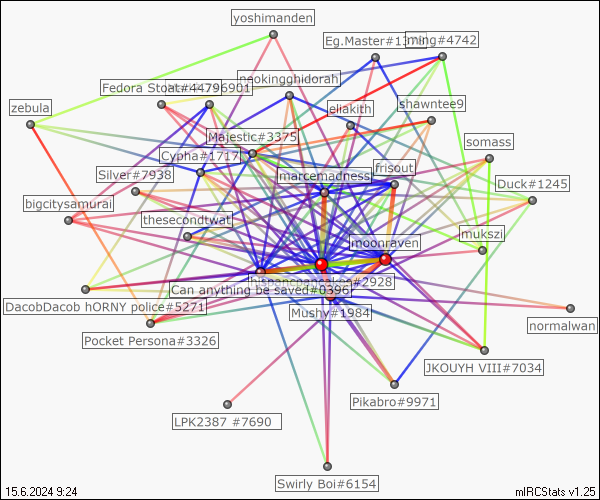 yoshimanden
Eg.Master#1
ming#4742
neokingghidorah
Fedora Stoat#4479
6901
zebula
eliakith
shawntee9
Majestic#3375
somass
Cypha#1717
Silver#7938
marcemadness
frisout
Duck#1245
bigcitysamurai
thesecondtwat
mukszi
moonraven
#2928
Can anything be saved#0396
DacobDacob hORNY police#5271
Mushy#1984
normalwan
Pocket Persona#3326
JKOUYH VIII#7034
Pikabro#9971
LPK2387 #7690
Swirly Boi#6154
15.6.2024 9:24
mIRCStats v1.25